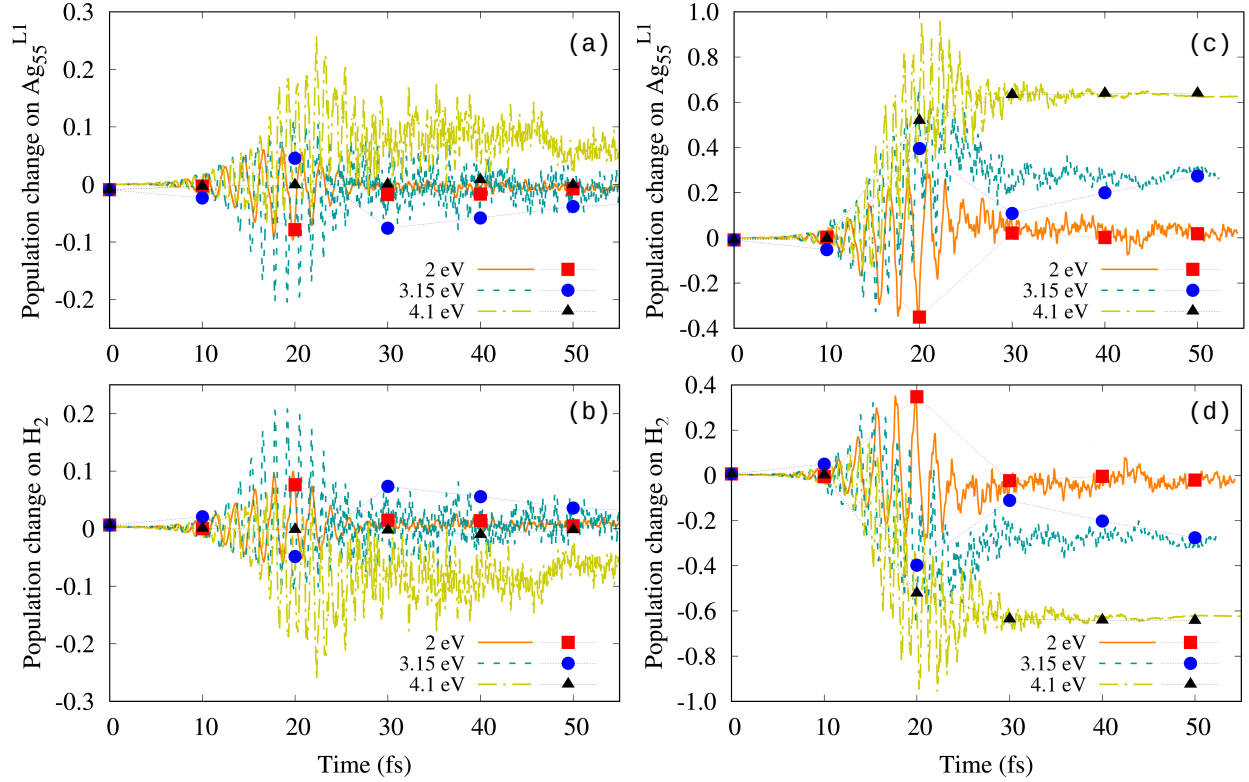 Population change on Ag55^L1
0.3
0.2
0.1
0
-0.1
-0.2
(a)
2 eV
3.15 eV
4.1 eV
0 10 20 30 40 50
Population change on Ag55^L1
1.0
0.8
0.6
0.4
0.2
0
-0.2
-0.4
(c)
2 eV
3.15 eV
4.1 eV
0 10 20 30 40 50
Population change on H2
0.2
0.1
0
-0.1
-0.2
-0.3
(b)
2 eV
3.15 eV
4.1 eV
0 10 20 30 40 50
Time (fs)
Population change on H2
0.4
0.2
0
-0.2
-0.4
-0.6
-0.8
-1.0
(d)
2 eV
3.15 eV
4.1 eV
0 10 20 30 40 50
Time (fs)